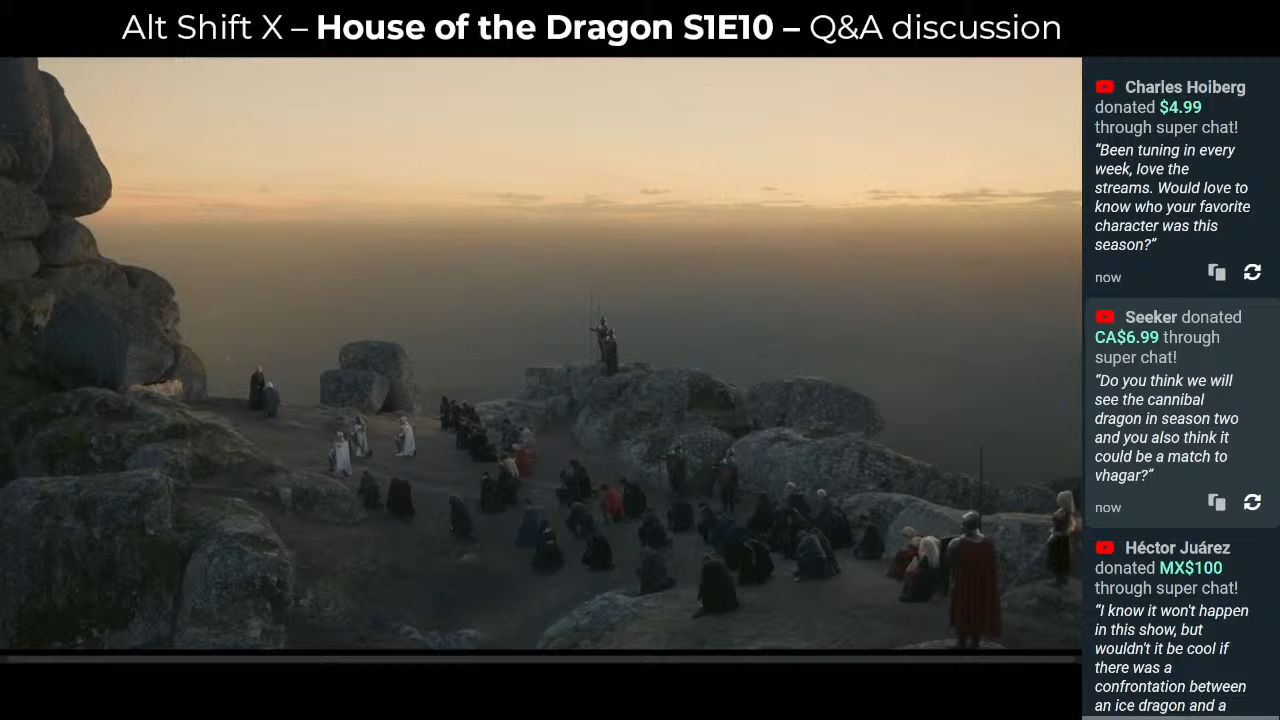 Alt Shift X – House of the Dragon S1E10 – Q&A discussion
Charles Hoiberg
donated $4.99
through super chat!
“Been tuning in every
week, love the
streams. Would love to
know who your favorite
character was this
season?”
now
Seeker donated
CA$6.99 through
super chat!
“Do you think we will
see the cannibal
dragon in season two
and you also think it
could be a match to
vhagar?”
now
Héctor Juárez
donated MX$100
through super chat!
“I know it won't happen
in this show, but
wouldn't it be cool if
there was a
confrontation between
an ice dragon and a